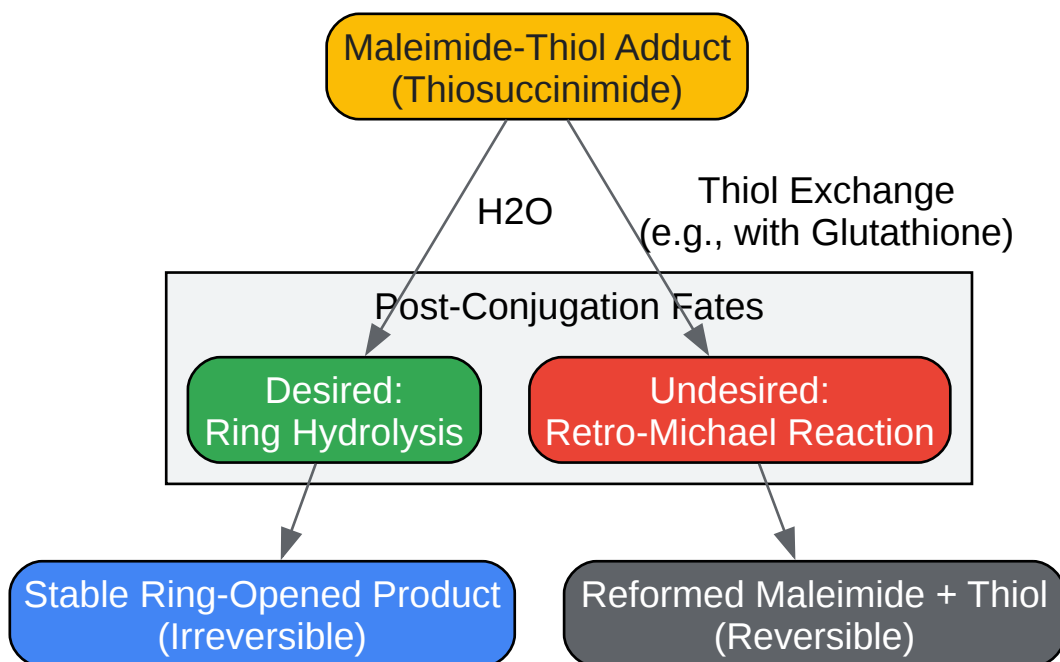 Maleimide-Thiol Adduct
(Thiosuccinimide)
H2O
Thiol Exchange
(e.g., with Glutathione)
Post-Conjugation Fates
Desired:
Ring Hydrolysis
Undesired:
Retro-Michael Reaction
Stable Ring-Opened Product
(Irreversible)
Reformed Maleimide + Thiol
(Reversible)